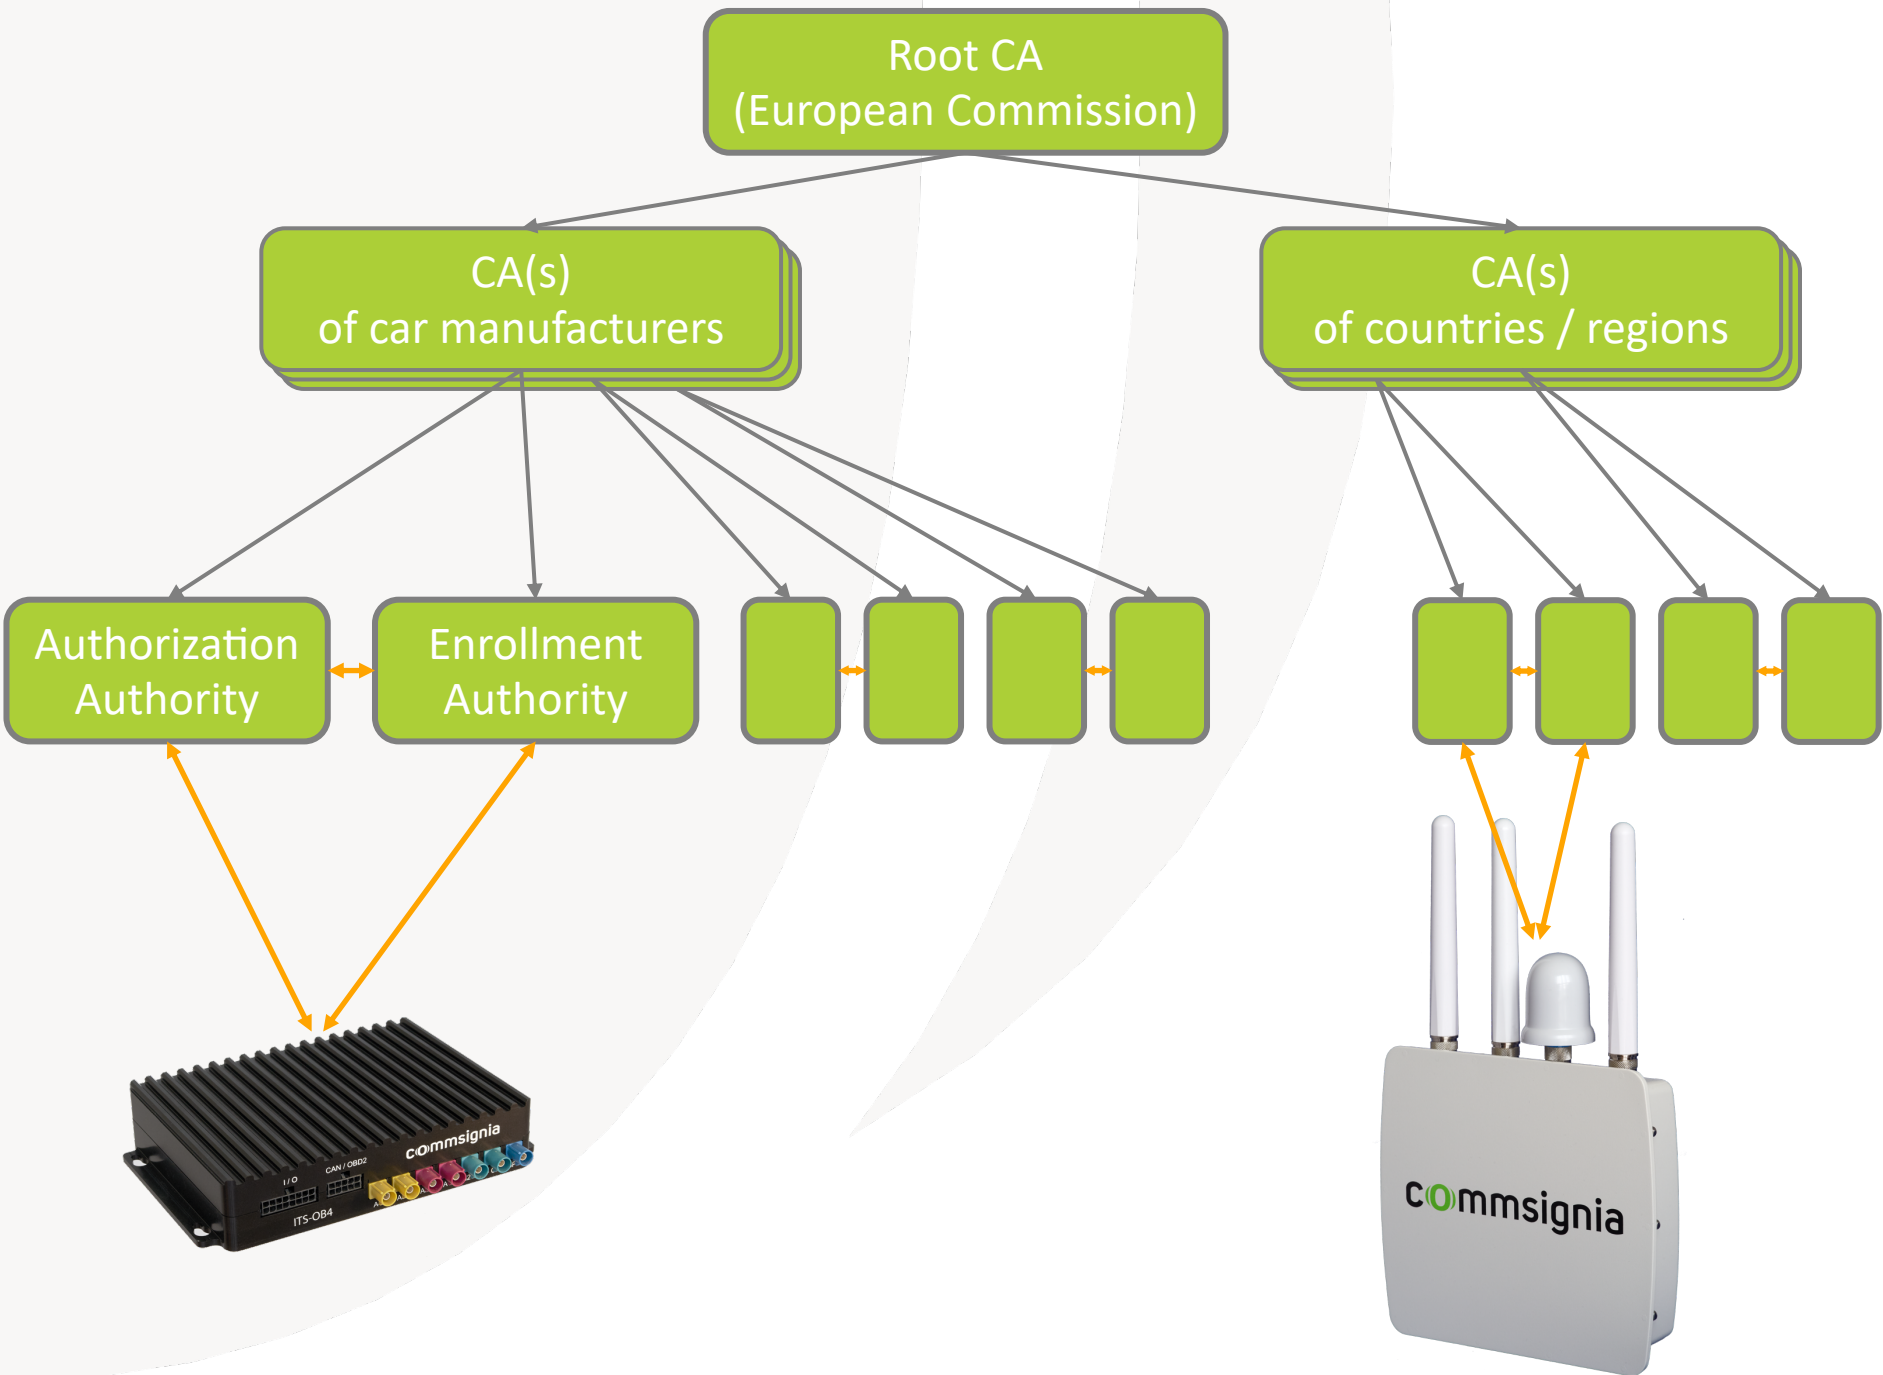 Root CA
(European Commission)
CA(s)
of car manufacturers
CA(s)
of countries / regions
Authorization
Authority
Enrollment
Authority
commsignia
CAN / OBD2
I / O
ITS-OB4
commsignia